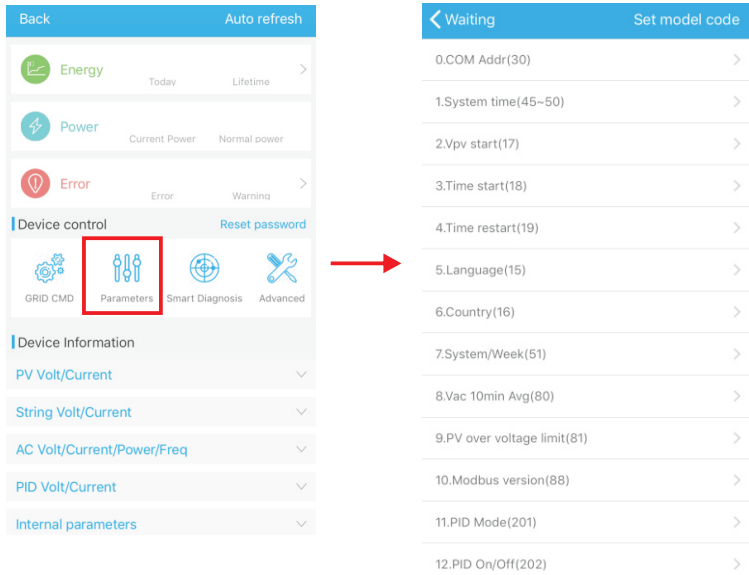 Back Auto refresh
Energy
Today Lifetime
Power
Current Power Normal power
Error
Error Warning
Device control Reset password
GRID CMD Parameters Smart Diagnosis Advanced
Device Information
PV Volt/Current
String Volt/Current
AC Volt/Current/Power/Freq
PID Volt/Current
Internal parameters
Waiting Set model code
0.COM Addr(30)
1.System time(45~50)
2.Vpv start(17)
3.Time start(18)
4.Time restart(19)
5.Language(15)
6.Country(16)
7.System/Week(51)
8.Vac 10min Avg(80)
9.PV over voltage limit(81)
10.Modbus version(88)
11.PID Mode(201)
12.PID On/Off(202)